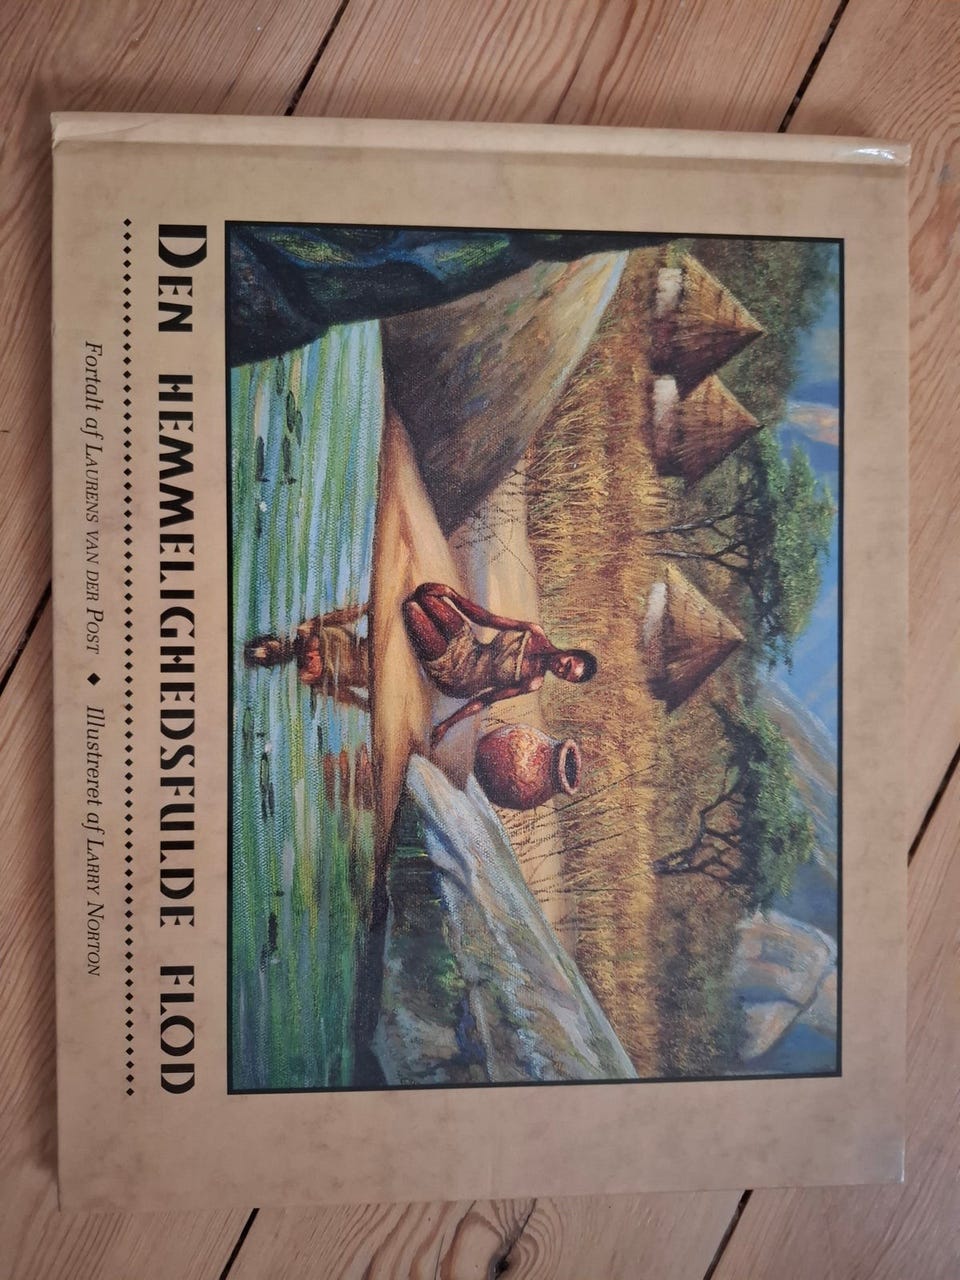 DEN HEMMELIGHEDSFULDE FLOD
Fortalt af LAURENS VAN DER POST ◆ Illustreret af LARRY NORTON